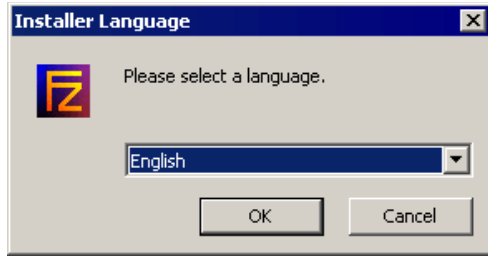 Installer Language
FZ
Please select a language.
English
OK
Cancel